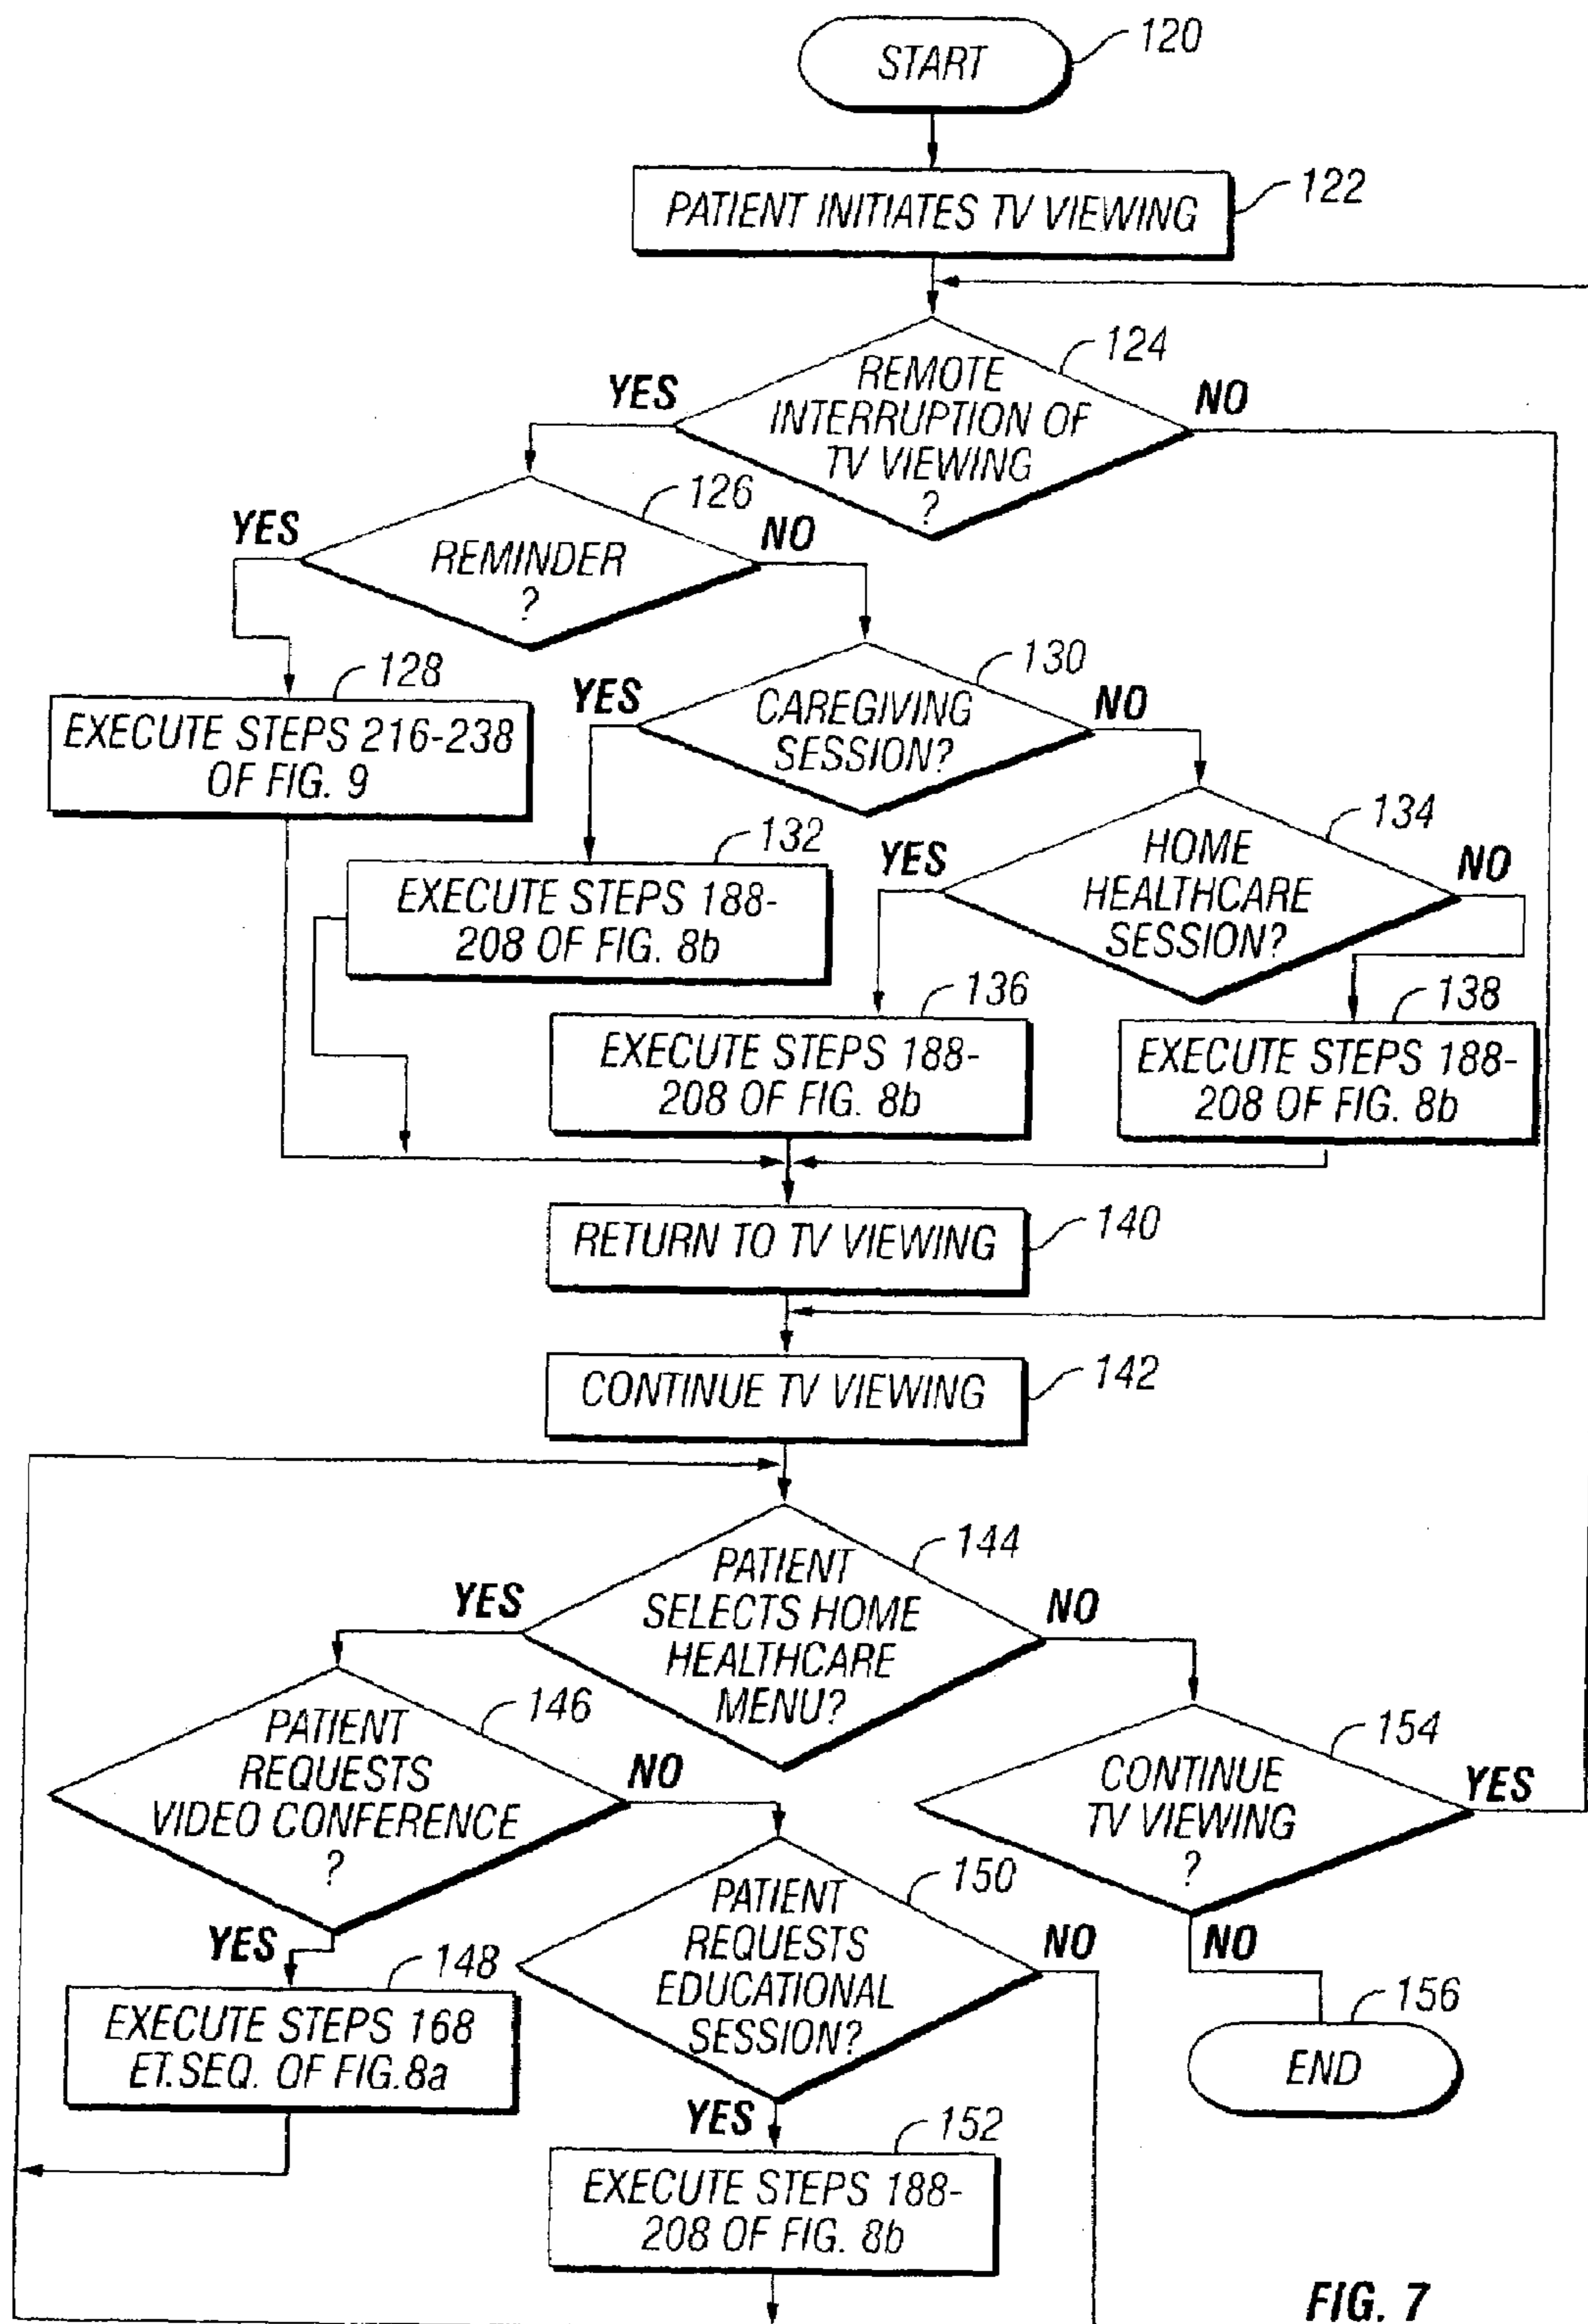 START
120
PATIENT INITIATES TV VIEWING
122
REMOTE
INTERRUPTION OF
TV VIEWING
?
124
YES
NO
REMINDER
?
126
YES
NO
128
EXECUTE STEPS 216-238
OF FIG. 9
CAREGIVING
SESSION?
130
YES
NO
132
EXECUTE STEPS 188-
208 OF FIG. 8b
HOME
HEALTHCARE
SESSION?
134
YES
NO
136
EXECUTE STEPS 188-
208 OF FIG. 8b
138
EXECUTE STEPS 188-
208 OF FIG. 8b
RETURN TO TV VIEWING
140
CONTINUE TV VIEWING
142
PATIENT
SELECTS HOME
HEALTHCARE
MENU?
144
YES
NO
PATIENT
REQUESTS
VIDEO CONFERENCE
?
146
NO
YES
148
EXECUTE STEPS 168
ET.SEQ. OF FIG.8a
PATIENT
REQUESTS
EDUCATIONAL
SESSION?
150
NO
YES
152
EXECUTE STEPS 188-
208 OF FIG. 8b
CONTINUE
TV VIEWING
?
154
YES
NO
156
END
FIG. 7